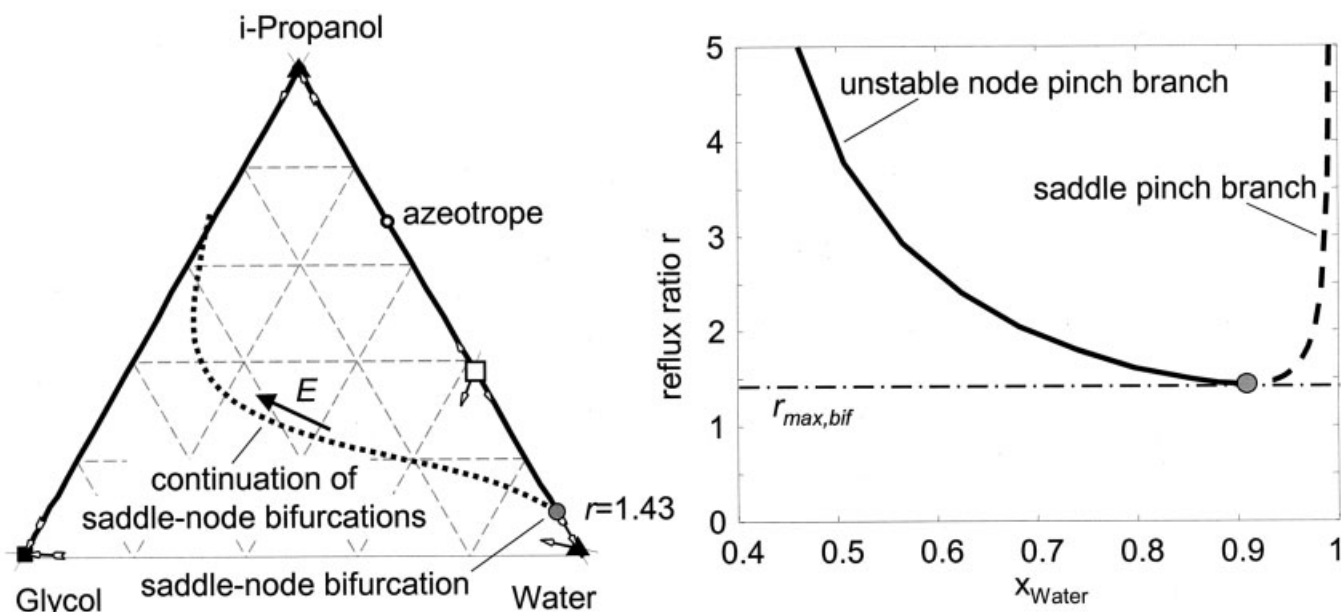 i-Propanol
azeotrope
E
continuation of
saddle-node bifurcations
r=1.43
saddle-node bifurcation
Glycol
Water
5
4
3
2
1
0
reflux ratio r
unstable node pinch branch
saddle pinch branch
r max,bif
0.4 0.5 0.6 0.7 0.8 0.9 1
x Water